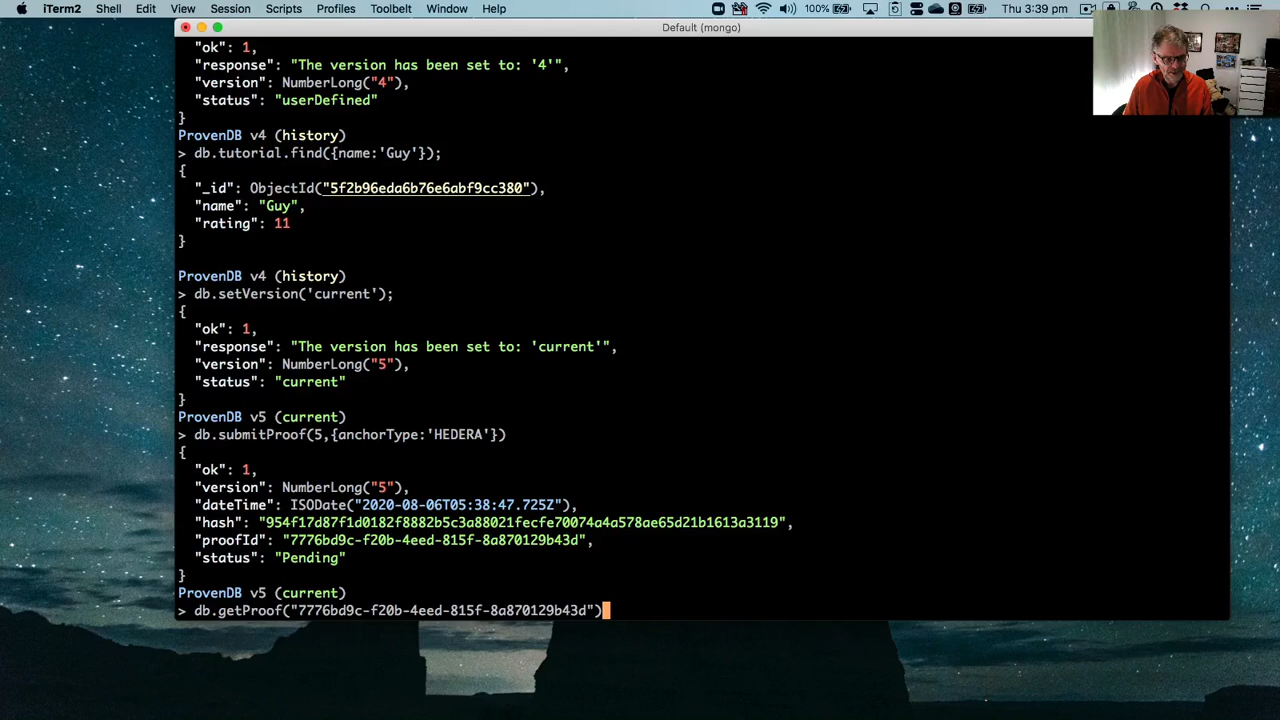 iTerm2 Shell Edit View Session Scripts Profiles Toolbelt Window Help 100% Thu 3:39 pm
Default (mongo)
"ok": 1,
"response": "The version has been set to: '4'",
"version": NumberLong("4"),
"status": "userDefined"
}
ProvenDB v4 (history)
> db.tutorial.find({name:'Guy'});
{
"_id": ObjectId("5f2b96eda6b76e6abf9cc380"),
"name": "Guy",
"rating": 11
}
ProvenDB v4 (history)
> db.setVersion('current');
{
"ok": 1,
"response": "The version has been set to: 'current'",
"version": NumberLong("5"),
"status": "current"
}
ProvenDB v5 (current)
> db.submitProof(5,{anchorType:'HEDERA'})
{
"ok": 1,
"version": NumberLong("5"),
"dateTime": ISODate("2020-08-06T05:38:47.725Z"),
"hash": "954f17d87f1d0182f8882b5c3a88021fecfe70074a4a578ae65d21b1613a3119",
"proofId": "7776bd9c-f20b-4eed-815f-8a870129b43d",
"status": "Pending"
}
ProvenDB v5 (current)
> db.getProof("7776bd9c-f20b-4eed-815f-8a870129b43d")